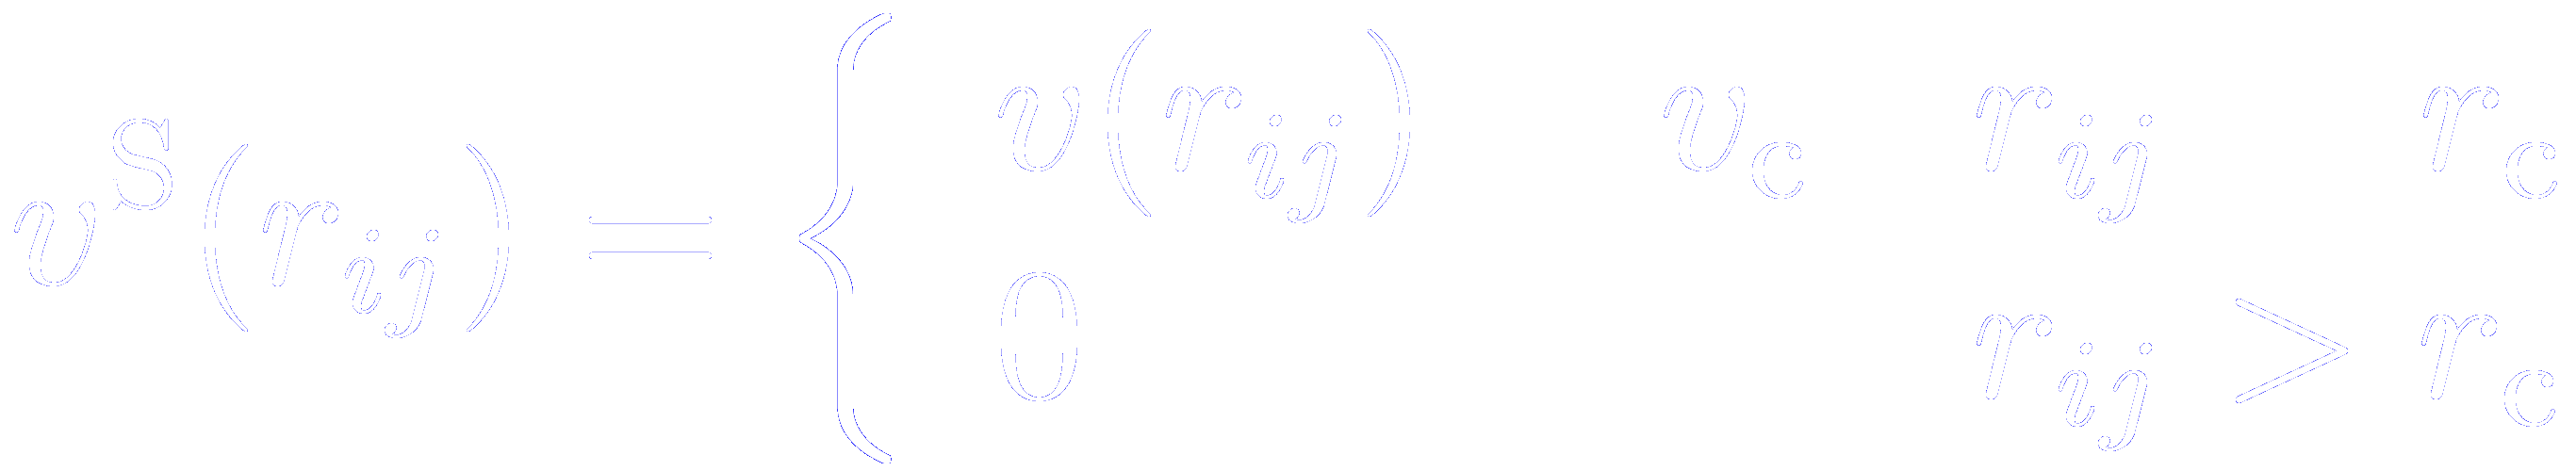 v^S(r_{ij}) = { v(r_{ij}) v_c r_{ij} r_c
0 r_{ij} > r_c